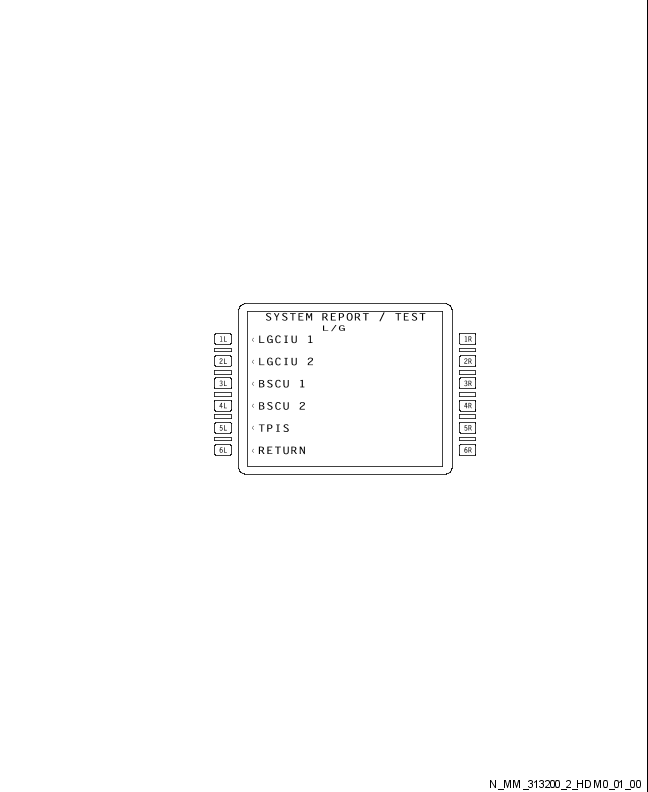 SYSTEM REPORT / TEST
L/G
1L ‹LGCIU 1 1R
2L ‹LGCIU 2 2R
3L ‹BSCU 1 3R
4L ‹BSCU 2 4R
5L ‹TPIS 5R
6L ‹RETURN 6R
N_MM_313200_2_HDM0_01_00